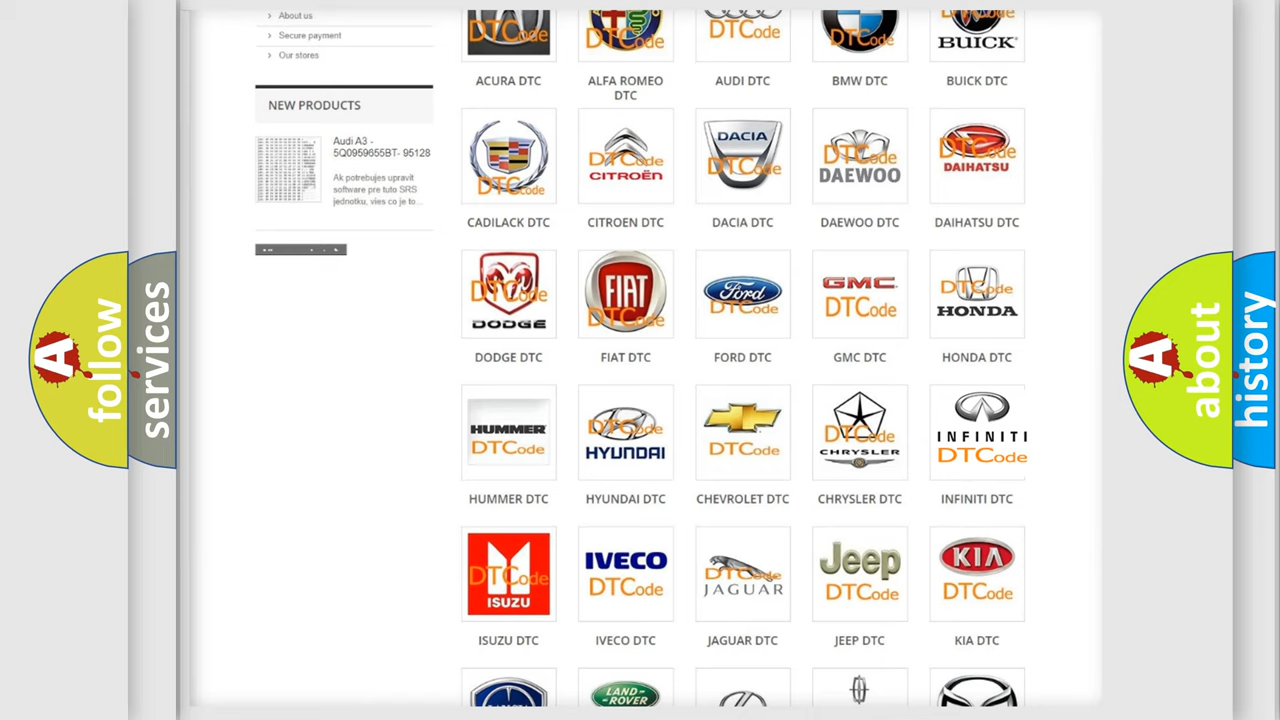 About us
Secure payment
Our stores
NEW PRODUCTS
Audi A3 -
5Q0959655BT- 95128
Ak potrebujes upravit
software pre tuto SRS
jednotku, vies co je to...
DTCode DTCode DTCode DTCode BUICK
ACURA DTC
ALFA ROMEO
DTC
AUDI DTC
BMW DTC
BUICK DTC
DTCode
DTCode
CITROËN
DACIA
DTCode
DTCode
DAEWOO
DTCode
DAIHATSU
CADILACK DTC
CITROEN DTC
DACIA DTC
DAEWOO DTC
DAIHATSU DTC
DTCode
DODGE
FIAT
DTCode
Ford
DTCode
GMC
DTCode
DTCode
HONDA
DODGE DTC
FIAT DTC
FORD DTC
GMC DTC
HONDA DTC
HUMMER
DTCode
DTCode
HYUNDAI
DTCode
DTCode
CHRYSLER
INFINITI
DTCode
HUMMER DTC
HYUNDAI DTC
CHEVROLET DTC
CHRYSLER DTC
INFINITI DTC
DTCode
ISUZU
IVECO
DTCode
DTCode
JAGUAR
Jeep
DTCode
KIA
DTCode
ISUZU DTC
IVECO DTC
JAGUAR DTC
JEEP DTC
KIA DTC
LAND-
ROVER
A follow
services
A about
history